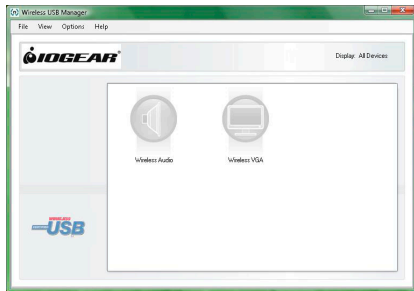 Wireless USB Manager
File View Options Help
IOGEAR
Display: All Devices
Wireless Audio Wireless VGA
WIRELESS
USB